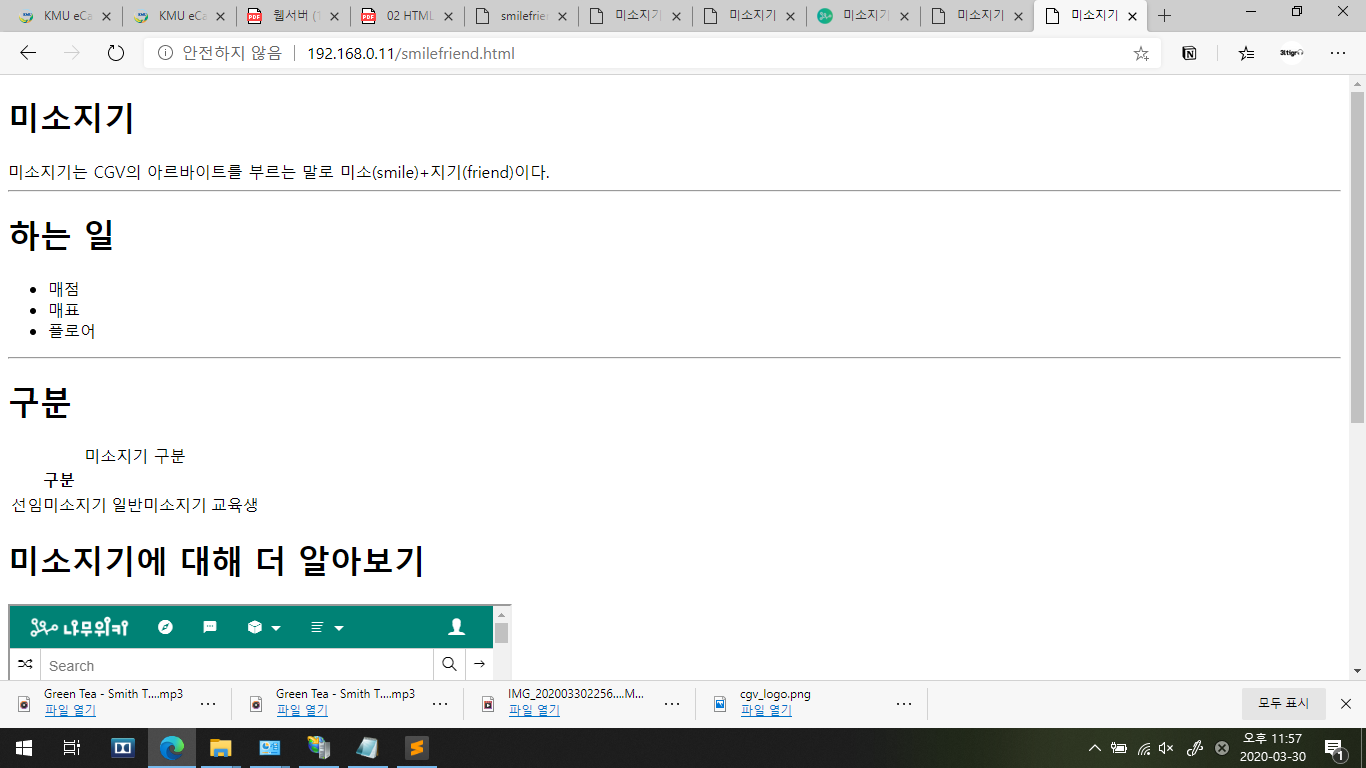 KMU eCa
KMU eCa
웹서버 (1
02 HTML
smilefrie
미소지기
미소지기
미소지기
미소지기
미소지기
안전하지 않음 192.168.0.11/smilefriend.html
미소지기
미소지기는 CGV의 아르바이트를 부르는 말로 미소(smile)+지기(friend)이다.
하는 일
매점
매표
플로어
구분
미소지기 구분
구분
선임미소지기 일반미소지기 교육생
미소지기에 대해 더 알아보기
나무위키
Search
Green Tea - Smith T....mp3
파일 열기
Green Tea - Smith T....mp3
파일 열기
IMG_202003302256....M...
파일 열기
cgv_logo.png
파일 열기
모두 표시
오후 11:57
2020-03-30
1